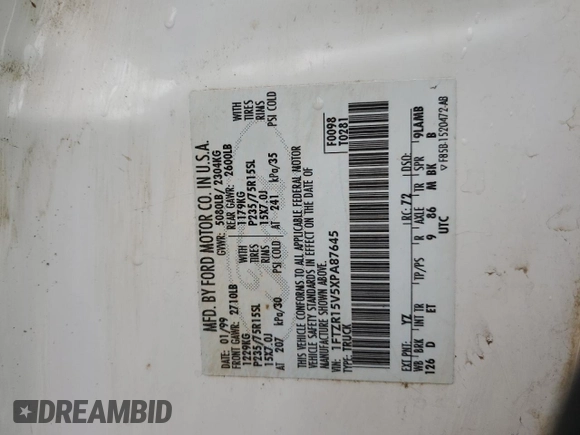 MFD. BY FORD MOTOR CO. IN U.S.A.
DATE: 01/99 GVWR: 5080LB/ 2304KG
FRONT GAWR: 2710LB REAR GAWR: 2600LB
1229KG WITH 1179KG WITH
P235/75R15SL TIRES P235/75R15SL TIRES
15X7.0J RIMS 15X7.0J RIMS
AT 207 kPa/30 PSI COLD AT 241 kPa/35 PSI COLD
THIS VEHICLE CONFORMS TO ALL APPLICABLE FEDERAL MOTOR
VEHICLE SAFETY STANDARDS IN EFFECT ON THE DATE OF
MANUFACTURE SHOWN ABOVE.
VIN: 1FTZR15V5XPA87645
TYPE: TRUCK
F0098
T0281
EXT PNT: YZ RC: 72 DSO:
WB BRK INT TR TP/PS R AXLE TR SPR 9LAMB
126 D ET 9 86 M BK B
UTC
▽ F85B-1520472-AB
DREAMBID